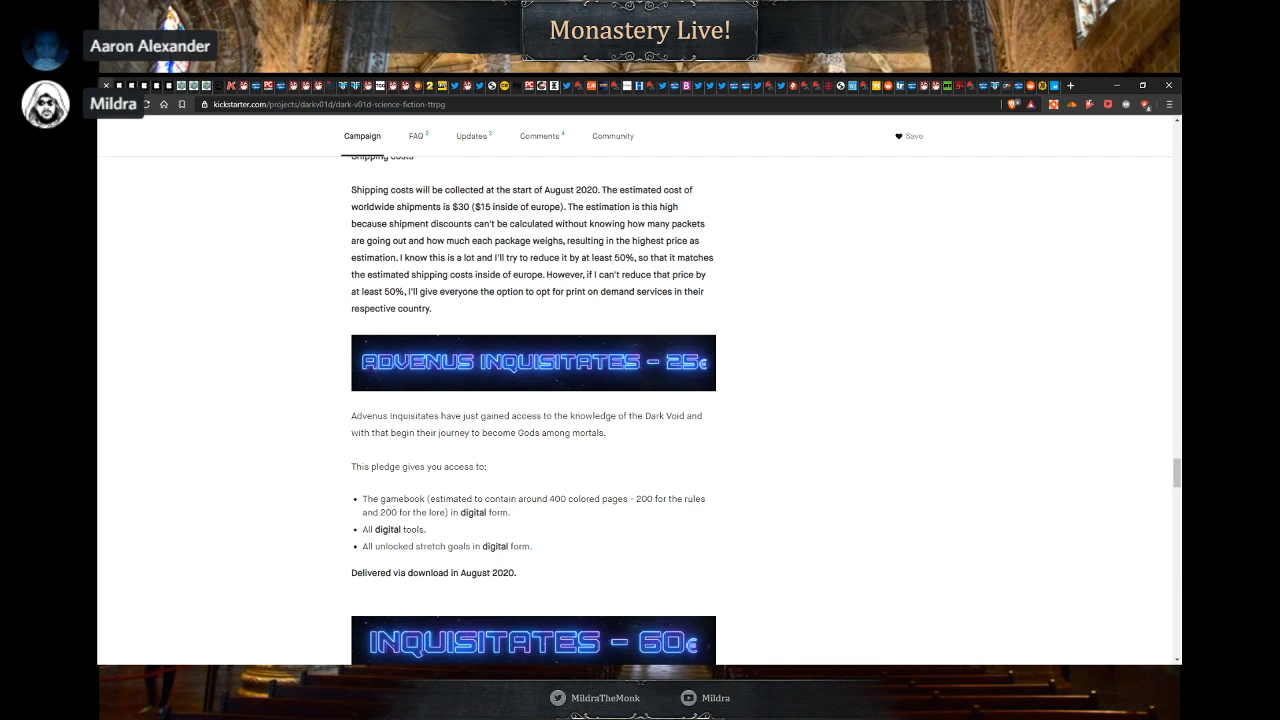 Monastery Live!
Aaron Alexander
Mildra
kickstarter.com/projects/darkv01d/dark-v01d-science-fiction-ttrpg
Campaign FAQ 2 Updates 5 Comments 4 Community Save
Shipping costs
Shipping costs will be collected at the start of August 2020. The estimated cost of
worldwide shipments is $30 ($15 inside of europe). The estimation is this high
because shipment discounts can't be calculated without knowing how many packets
are going out and how much each package weighs, resulting in the highest price as
estimation. I know this is a lot and I'll try to reduce it by at least 50%, so that it matches
the estimated shipping costs inside of europe. However, if I can't reduce that price by
at least 50%, I'll give everyone the option to opt for print on demand services in their
respective country.
ADVENUS INQUISITATES - 25€
Advenus Inquisitates have just gained access to the knowledge of the Dark Void and
with that begin their journey to become Gods among mortals.
This pledge gives you access to:
• The gamebook (estimated to contain around 400 colored pages - 200 for the rules
and 200 for the lore) in digital form.
• All digital tools.
• All unlocked stretch goals in digital form.
Delivered via download in August 2020.
INQUISITATES - 60€
MildraTheMonk Mildra